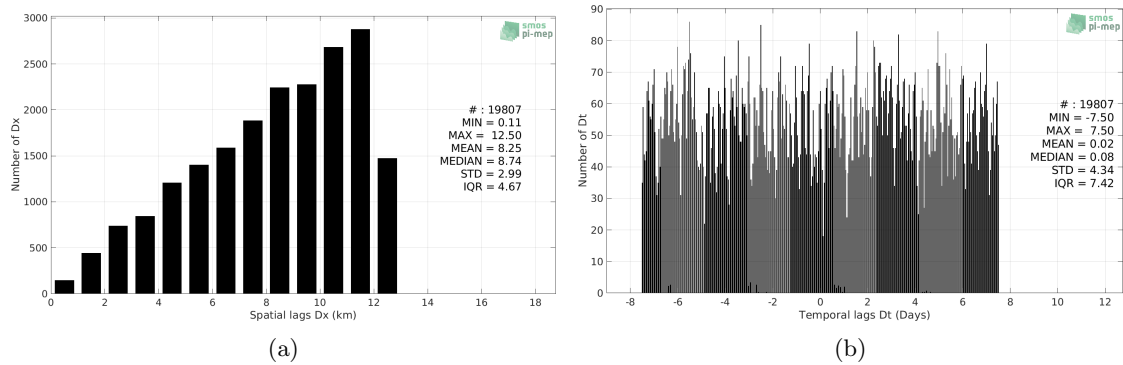 3000
2500
2000
1500
1000
500
0
Number of Dx
0 2 4 6 8 10 12 14 16 18
Spatial lags Dx (km)
smos
pi-mep
# : 19807
MIN = 0.11
MAX = 12.50
MEAN = 8.25
MEDIAN = 8.74
STD = 2.99
IQR = 4.67
(a)
90
80
70
60
50
40
30
20
10
0
Number of Dt
-8 -6 -4 -2 0 2 4 6 8 10 12
Temporal lags Dt (Days)
smos
pi-mep
# : 19807
MIN = -7.50
MAX = 7.50
MEAN = 0.02
MEDIAN = 0.08
STD = 4.34
IQR = 7.42
(b)